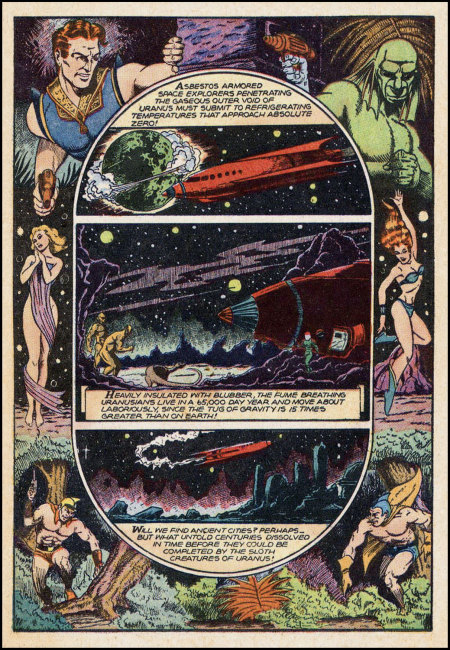 ASBESTOS ARMORED
SPACE EXPLORERS PENETRATING
THE GASEOUS OUTER VOID OF
URANUS MUST SUBMIT TO REFRIGERATING
TEMPERATURES THAT APPROACH ABSOLUTE
ZERO!
HEAVILY INSULATED WITH BLUBBER, THE FUME BREATHING
URANUSIANS LIVE IN A 65,000 DAY YEAR AND MOVE ABOUT
LABORIOUSLY, SINCE THE TUG OF GRAVITY IS 15 TIMES
GREATER THAN ON EARTH!
WILL WE FIND ANCIENT CITIES? PERHAPS...
BUT WHAT UNTOLD CENTURIES DISSOLVED
IN TIME BEFORE THEY COULD BE
COMPLETED BY THE SLOTH
CREATURES OF URANUS!